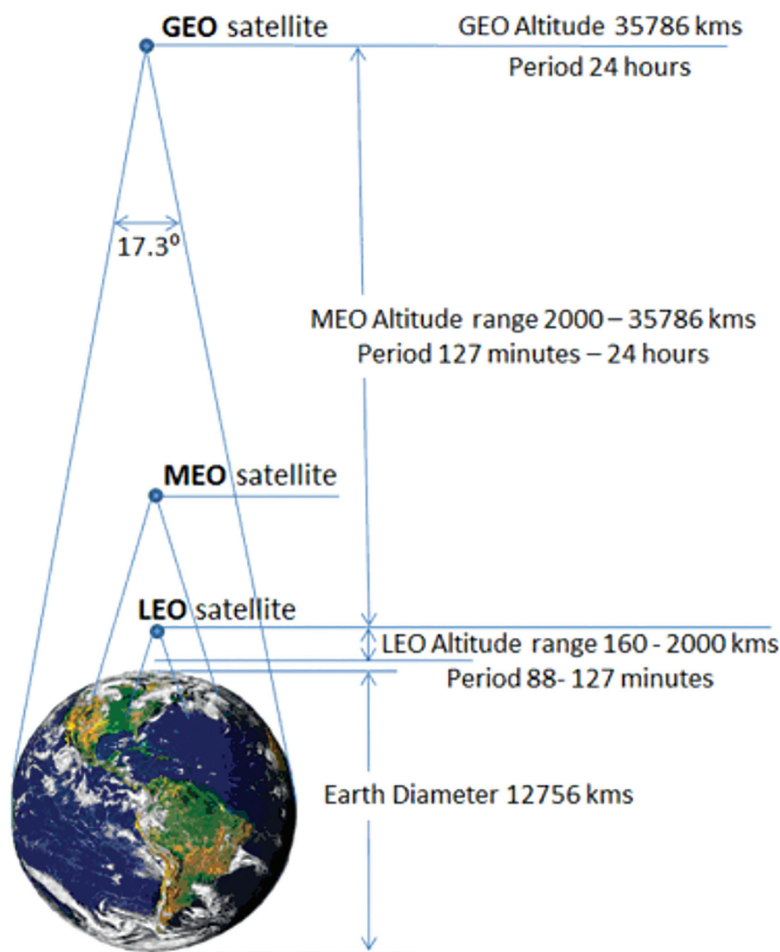 GEO satellite
GEO Altitude 35786 kms
Period 24 hours
17.3⁰
MEO Altitude range 2000 – 35786 kms
Period 127 minutes – 24 hours
MEO satellite
LEO satellite
LEO Altitude range 160 - 2000 kms
Period 88- 127 minutes
Earth Diameter 12756 kms